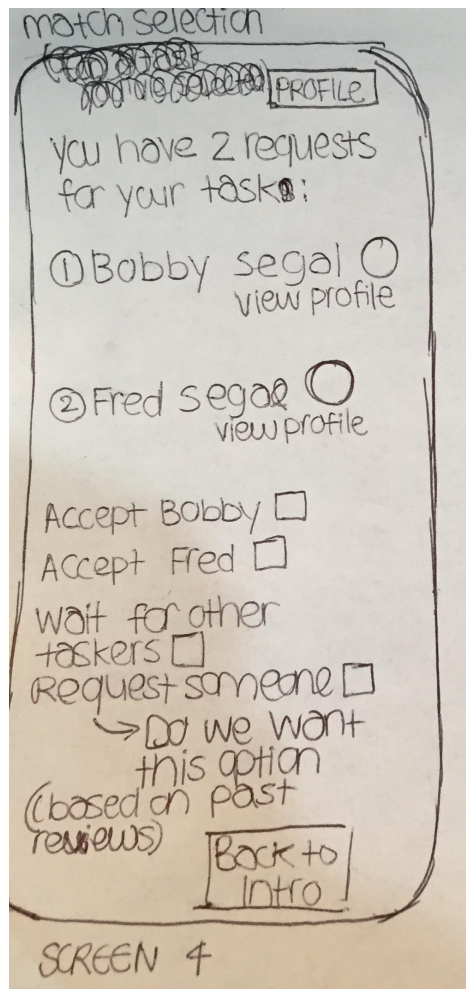 match selection
PROFILE
you have 2 requests
for your task:
① Bobby segal
view profile
② Fred segal
view profile
Accept Bobby
Accept Fred
wait for other
taskers
Request someone
→ Do we want
this option
(based on past
reviews)
Back to
Intro
SCREEN 4